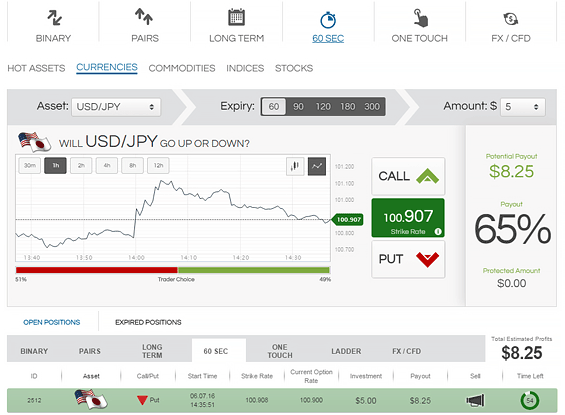 BINARY PAIRS LONG TERM 60 SEC ONE TOUCH FX / CFD
HOT ASSETS CURRENCIES COMMODITIES INDICES STOCKS
Asset: USD/JPY Expiry: 60 90 120 180 300 Amount: $ 5
WILL USD/JPY GO UP OR DOWN?
30m 1h 2h 4h 8h 12h
101.200
101.100
101.000
100.907
100.800
100.700
13:40 13:50 14:00 14:10 14:20 14:30
51% Trader Choice 49%
CALL
100.907
Strike Rate
PUT
Potential Payout
$8.25
Payout
65%
Protected Amount
$0.00
OPEN POSITIONS EXPIRED POSITIONS
BINARY PAIRS LONG TERM 60 SEC ONE TOUCH LADDER FX / CFD
Total Estimated Profits
$8.25
ID Asset Call/Put Start Time Strike Rate Current Option Rate Investment Payout Sell Time Left
2512 Put 06.07.16 14:35:51 100.908 100.900 $5.00 $8.25 54